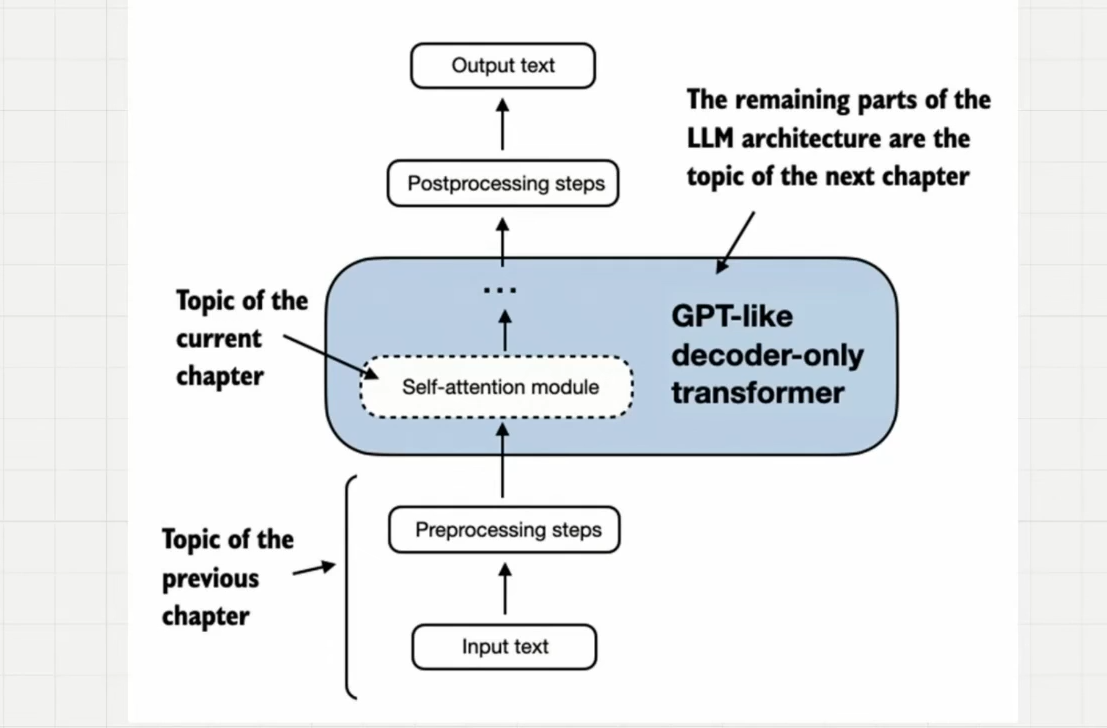 Output text
The remaining parts of the
LLM architecture are the
topic of the next chapter
Postprocessing steps
...
Topic of the
current
chapter
GPT-like
decoder-only
transformer
Self-attention module
Preprocessing steps
Topic of the
previous
chapter
Input text